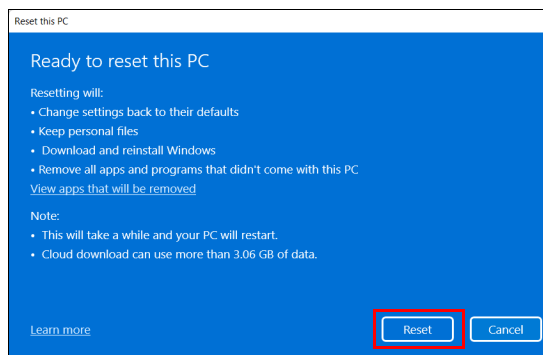 Reset this PC
Ready to reset this PC
Resetting will:
• Change settings back to their defaults
• Keep personal files
• Download and reinstall Windows
• Remove all apps and programs that didn't come with this PC
View apps that will be removed
Note:
• This will take a while and your PC will restart.
• Cloud download can use more than 3.06 GB of data.
Learn more Reset Cancel